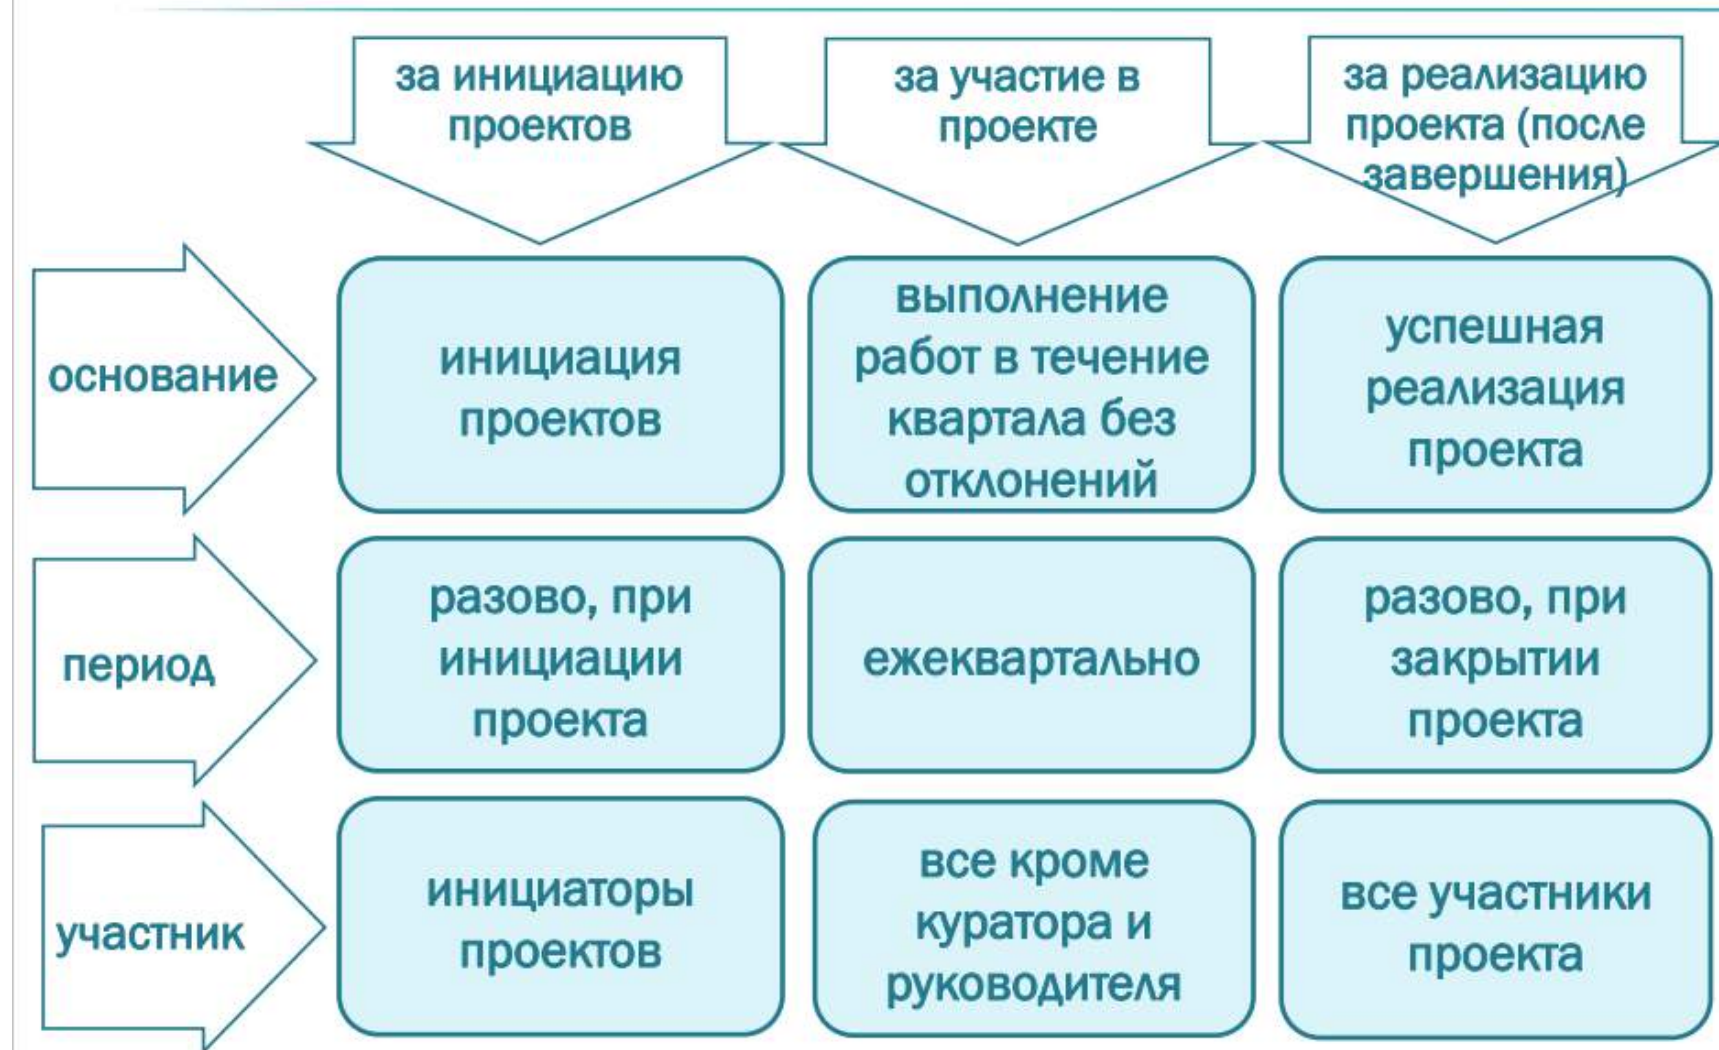 за инициацию
проектов
за участие в
проекте
за реализацию
проекта (после
завершения)
основание
инициация
проектов
выполнение
работ в течение
квартала без
отклонений
успешная
реализация
проекта
период
разово, при
инициации
проекта
ежеквартально
разово, при
закрытии
проекта
участник
инициаторы
проектов
все кроме
куратора и
руководителя
все участники
проекта